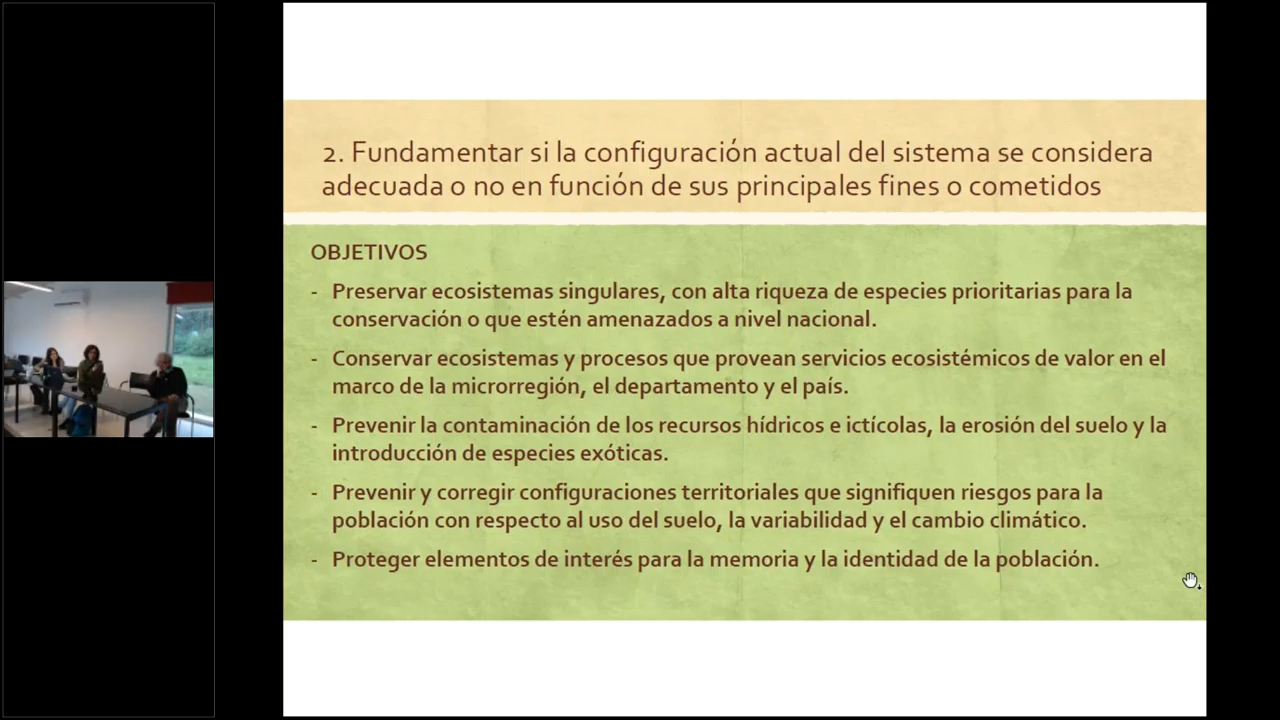 2. Fundamentar si la configuración actual del sistema se considera
adecuada o no en función de sus principales fines o cometidos
OBJETIVOS
- Preservar ecosistemas singulares, con alta riqueza de especies prioritarias para la
conservación o que estén amenazados a nivel nacional.
- Conservar ecosistemas y procesos que provean servicios ecosistémicos de valor en el
marco de la microrregión, el departamento y el país.
- Prevenir la contaminación de los recursos hídricos e ictícolas, la erosión del suelo y la
introducción de especies exóticas.
- Prevenir y corregir configuraciones territoriales que signifiquen riesgos para la
población con respecto al uso del suelo, la variabilidad y el cambio climático.
- Proteger elementos de interés para la memoria y la identidad de la población.